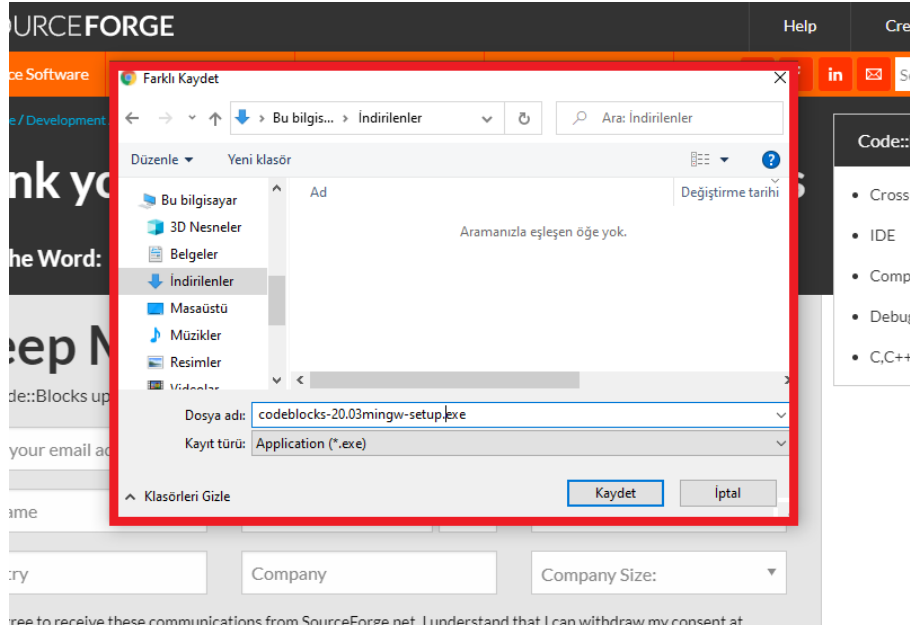 OURCEFORGE
Help
Cre
ce Software
Farklı Kaydet
in
Bu bilgis... > İndirilenler
Ara: İndirilenler
e / Development
Code::
Düzenle
Yeni klasör
nk yo
Ad
Değiştirme tarihi
s
Bu bilgisayar
3D Nesneler
Belgeler
İndirilenler
Masaüstü
Müzikler
Resimler
Videolar
Aramanızla eşleşen öğe yok.
Cross
IDE
Comp
Debug
C,C++
he Word:
eep N
de::Blocks up
Dosya adı: codeblocks-20.03mingw-setup.exe
Kayıt türü: Application (*.exe)
your email ad
Klasörleri Gizle
Kaydet
İptal
ame
try
Company
Company Size:
ree to receive these communications from SourceForge.net. I understand that I can withdraw my consent at